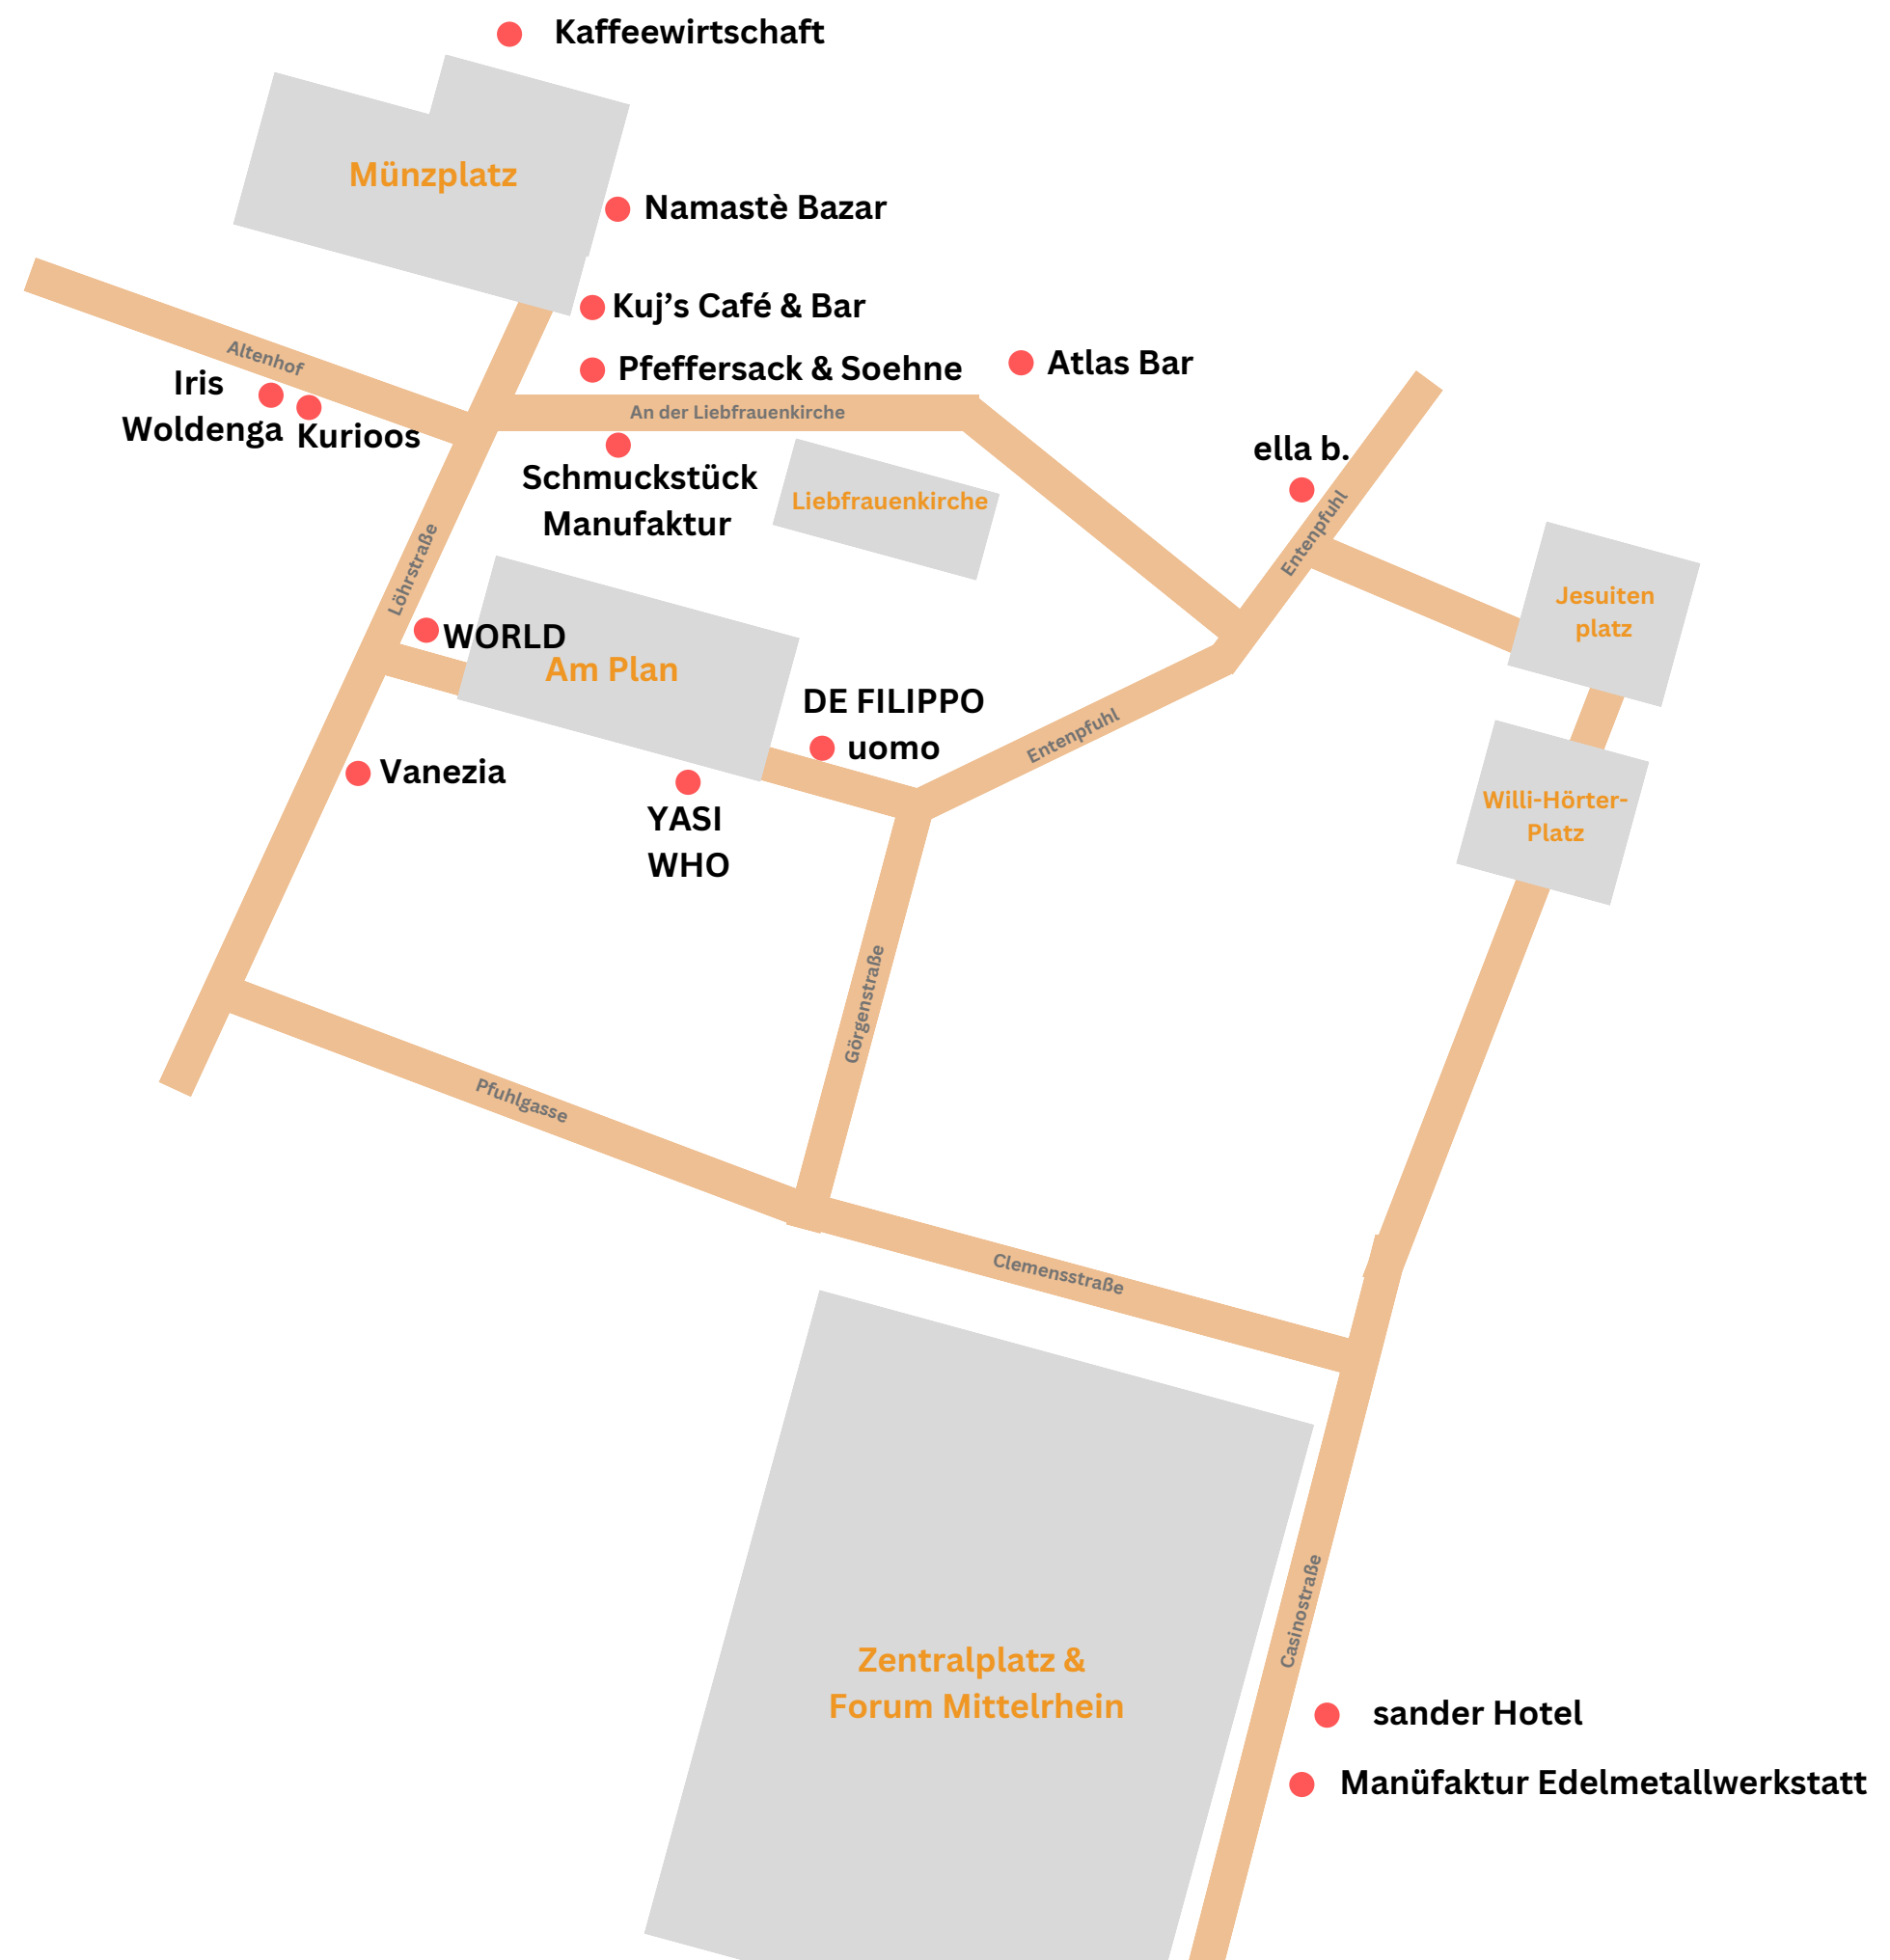 Kaffeewirtschaft
Münzplatz
Namastè Bazar
Kuj’s Café & Bar
Altenhof
Pfeffersack & Soehne
Atlas Bar
Iris
Woldenga
Kurioos
An der Liebfrauenkirche
ella b.
Schmuckstück
Manufaktur
Liebfrauenkirche
Entenpfuhl
Löhrstraße
Jesuiten
platz
WORLD
Am Plan
DE FILIPPO
uomo
Entenpfuhl
Vanezia
YASI
WHO
Willi-Hörter-
Platz
Görgenstraße
Pfuhlgasse
Clemensstraße
Casinostraße
Zentralplatz &
Forum Mittelrhein
sander Hotel
Manüfaktur Edelmetallwerkstatt